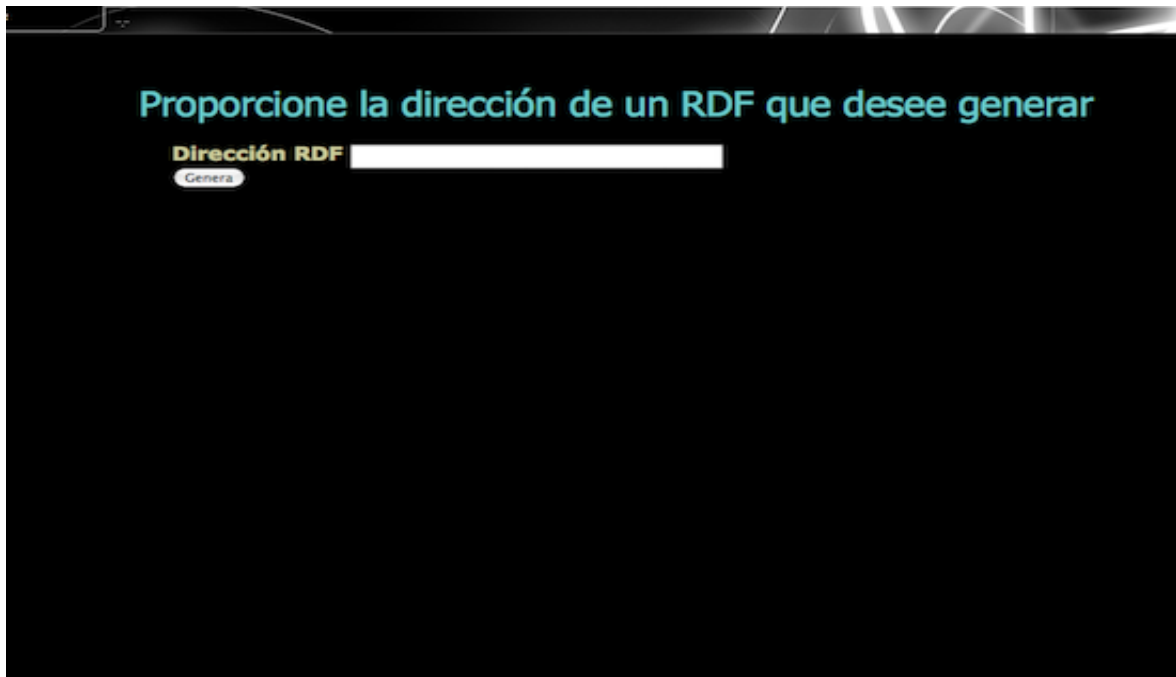 Proporcione la dirección de un RDF que desee generar
Dirección RDF
Genera